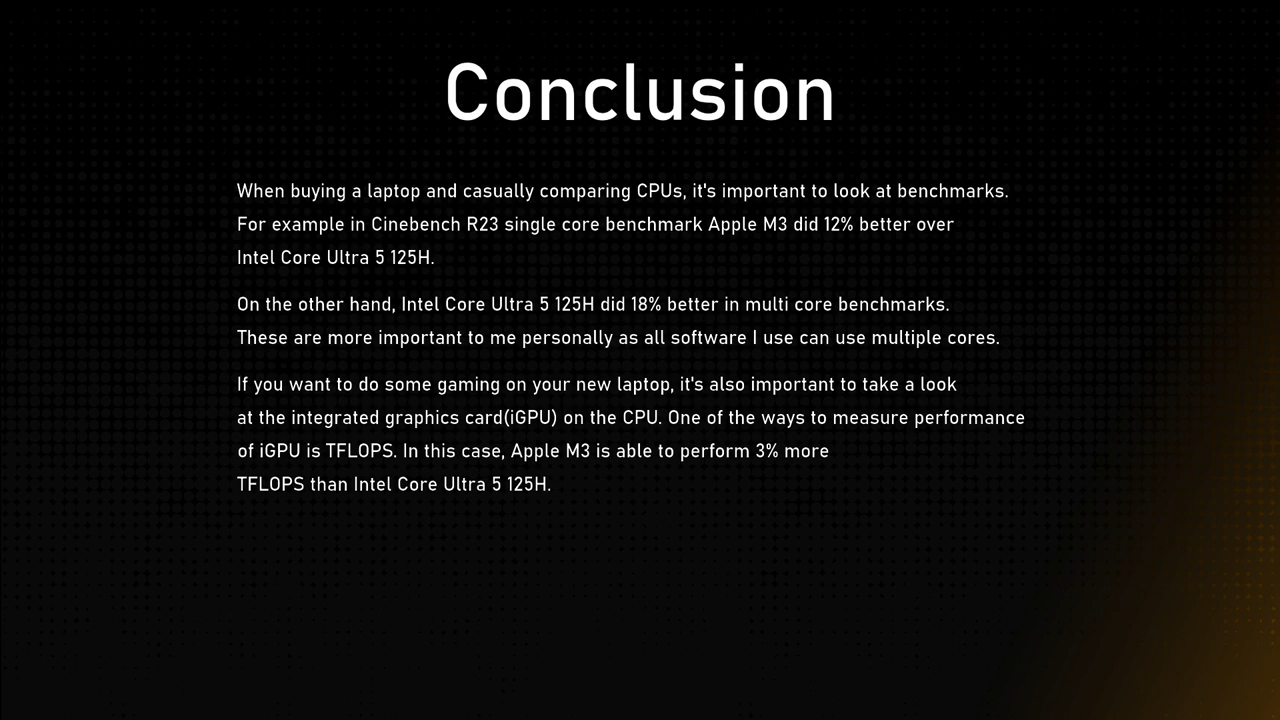 Conclusion
When buying a laptop and casually comparing CPUs, it's important to look at benchmarks.
For example in Cinebench R23 single core benchmark Apple M3 did 12% better over
Intel Core Ultra 5 125H.
On the other hand, Intel Core Ultra 5 125H did 18% better in multi core benchmarks.
These are more important to me personally as all software I use can use multiple cores.
If you want to do some gaming on your new laptop, it's also important to take a look
at the integrated graphics card(iGPU) on the CPU. One of the ways to measure performance
of iGPU is TFLOPS. In this case, Apple M3 is able to perform 3% more
TFLOPS than Intel Core Ultra 5 125H.